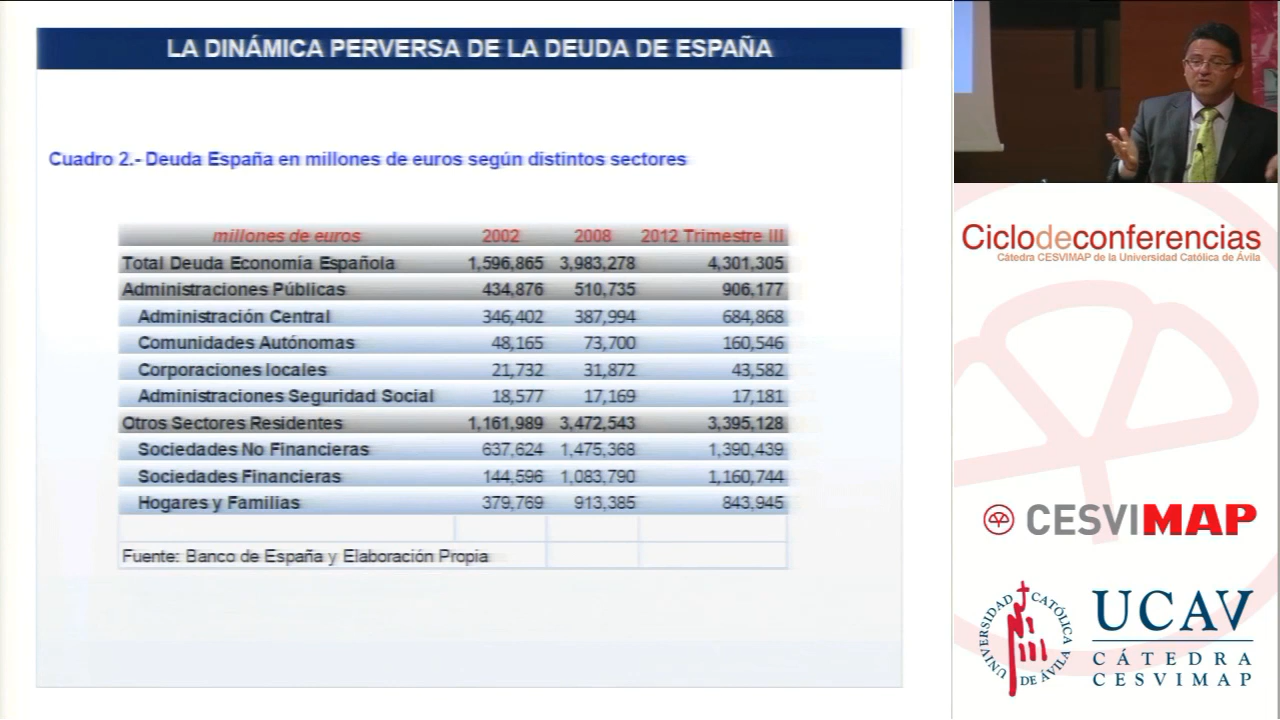 LA DINÁMICA PERVERSA DE LA DEUDA DE ESPAÑA
Cuadro 2.- Deuda España en millones de euros según distintos sectores
millones de euros 2002 2008 2012 Trimestre III
Total Deuda Economía Española 1,596,865 3,983,278 4,301,305
Administraciones Públicas 434,876 510,735 906,177
Administración Central 346,402 387,994 684,868
Comunidades Autónomas 48,165 73,700 160,546
Corporaciones locales 21,732 31,872 43,582
Administraciones Seguridad Social 18,577 17,169 17,181
Otros Sectores Residentes 1,161,989 3,472,543 3,395,128
Sociedades No Financieras 637,624 1,475,368 1,390,439
Sociedades Financieras 144,596 1,083,790 1,160,744
Hogares y Familias 379,769 913,385 843,945
Fuente: Banco de España y Elaboración Propia
Ciclodeconferencias
Cátedra CESVIMAP de la Universidad Católica de Ávila
CESVIMAP
UNIVERSIDAD CATÓLICA DE ÁVILA
UCAV
CÁTEDRA
CESVIMAP